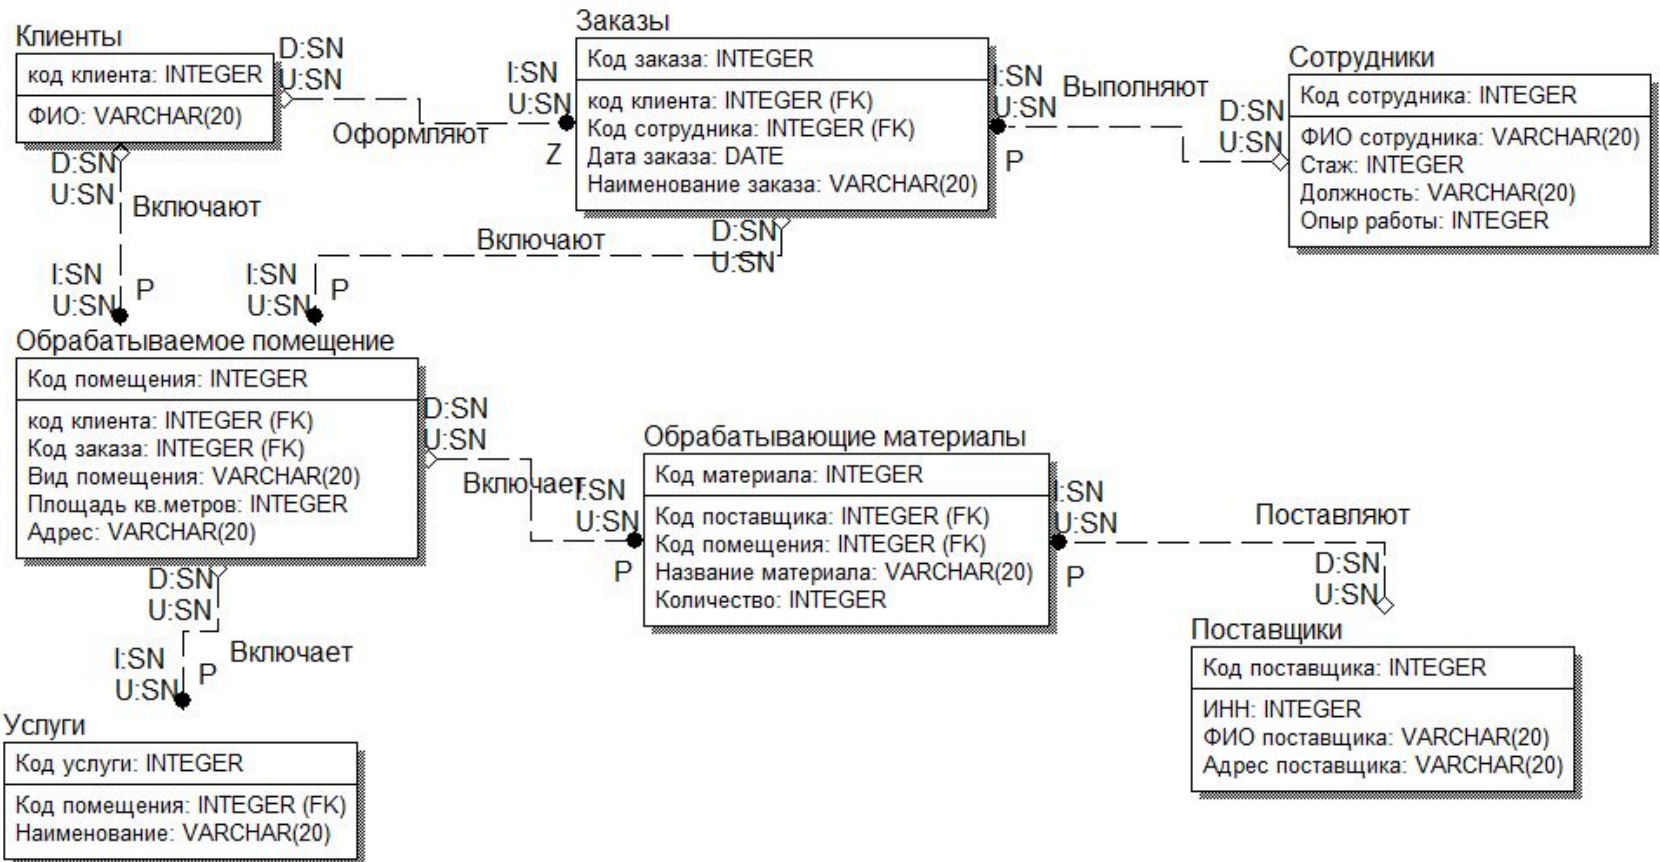 Клиенты
код клиента: INTEGER
ФИО: VARCHAR(20)
D:SN
U:SN
Оформляют
I:SN
U:SN
Z
Заказы
Код заказа: INTEGER
код клиента: INTEGER (FK)
Код сотрудника: INTEGER (FK)
Дата заказа: DATE
Наименование заказа: VARCHAR(20)
I:SN
U:SN
Выполняют
P
D:SN
U:SN
Сотрудники
Код сотрудника: INTEGER
ФИО сотрудника: VARCHAR(20)
Стаж: INTEGER
Должность: VARCHAR(20)
Опыр работы: INTEGER
D:SN
U:SN
Включают
I:SN
U:SN
P
Включают
D:SN
U:SN
I:SN
U:SN
P
Обрабатываемое помещение
Код помещения: INTEGER
код клиента: INTEGER (FK)
Код заказа: INTEGER (FK)
Вид помещения: VARCHAR(20)
Площадь кв.метров: INTEGER
Адрес: VARCHAR(20)
D:SN
U:SN
Включает
I:SN
U:SN
P
Обрабатывающие материалы
Код материала: INTEGER
Код поставщика: INTEGER (FK)
Код помещения: INTEGER (FK)
Название материала: VARCHAR(20)
Количество: INTEGER
I:SN
U:SN
P
Поставляют
D:SN
U:SN
Поставщики
Код поставщика: INTEGER
ИНН: INTEGER
ФИО поставщика: VARCHAR(20)
Адрес поставщика: VARCHAR(20)
D:SN
U:SN
Включает
I:SN
U:SN
P
Услуги
Код услуги: INTEGER
Код помещения: INTEGER (FK)
Наименование: VARCHAR(20)